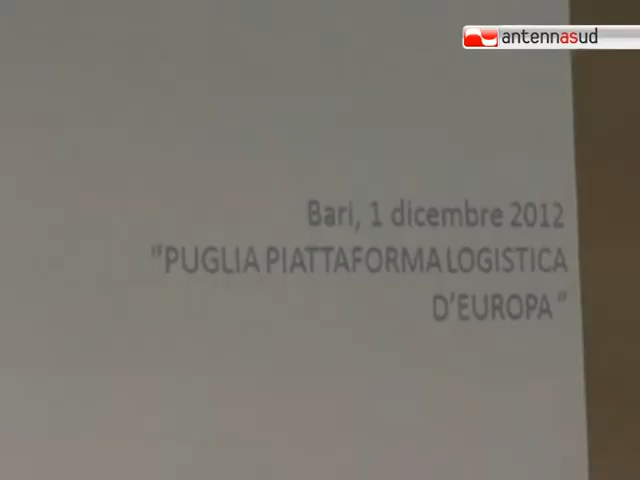 antennasud
Bari, 1 dicembre 2012
"PUGLIA PIATTAFORMA LOGISTICA
D'EUROPA"